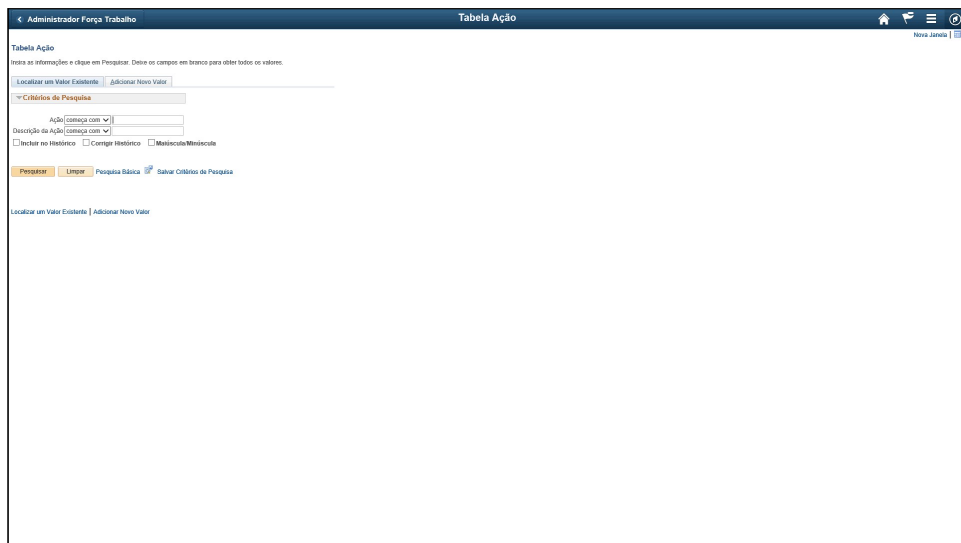 Administrador Força Trabalho
Tabela Ação
Nova Janela |
Tabela Ação
Insira as informações e clique em Pesquisar. Deixe os campos em branco para obter todos os valores.
Localizar um Valor Existente Adicionar Novo Valor
Critérios de Pesquisa
Ação começa com
Descrição da Ação começa com
Incluir no Histórico Corrigir Histórico Maiúscula/Minúscula
Pesquisar Limpar Pesquisa Básica Salvar Critérios de Pesquisa
Localizar um Valor Existente | Adicionar Novo Valor